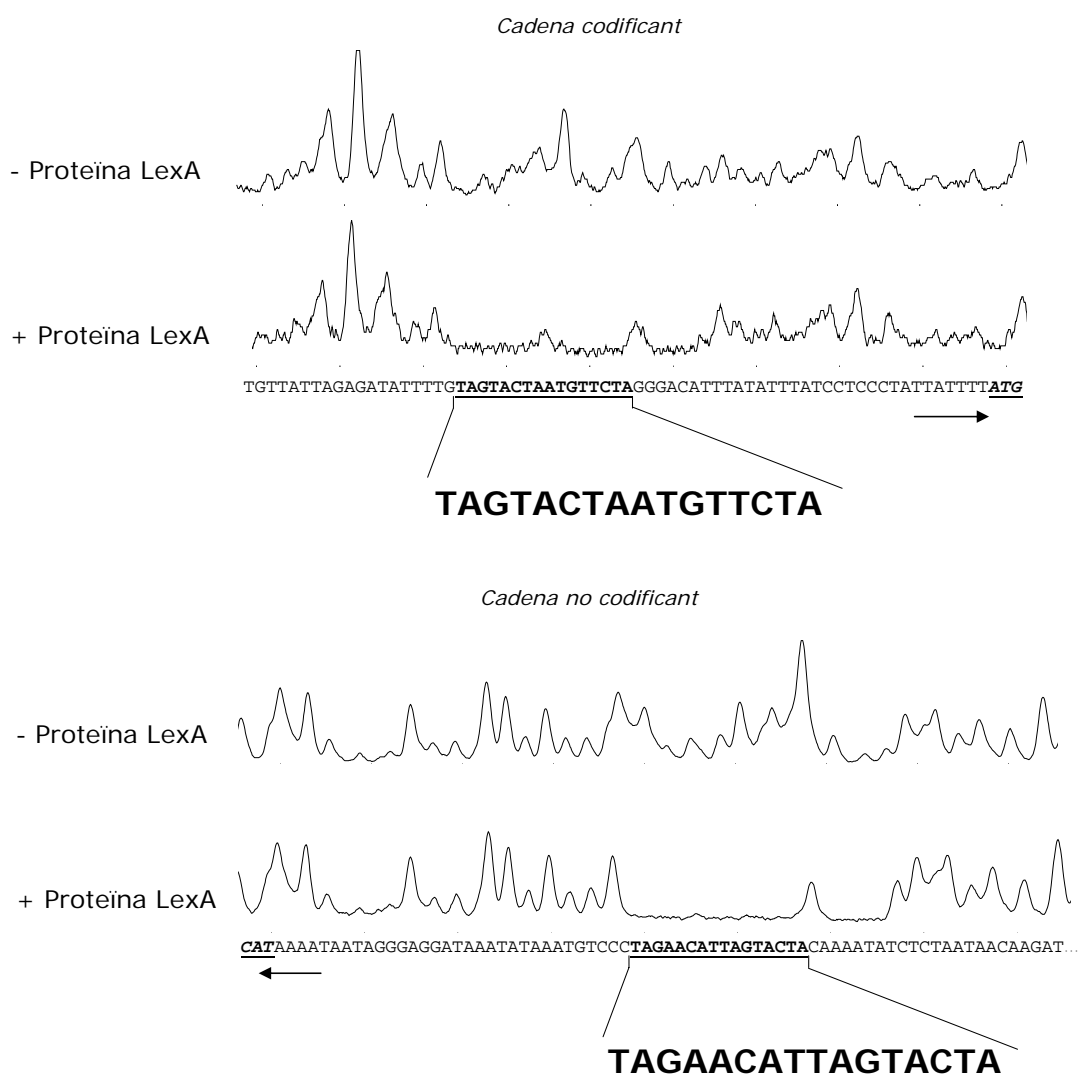 Cadena codificant
- Proteïna LexA
+ Proteïna LexA
TGTTATTAGAGATATTTTGTAGTACTAATGTTCTAGGGACATTTATATTTATCCTCCCTATTATTTTATG
TAGTACTAATGTTCTA
Cadena no codificant
- Proteïna LexA
+ Proteïna LexA
CATAAAATAATAGGGAGGATAAATATAAATGTCCCTAGAACATTAGTACTACAAAATATCTCTAATAACAAGAT...
TAGAACATTAGTACTA